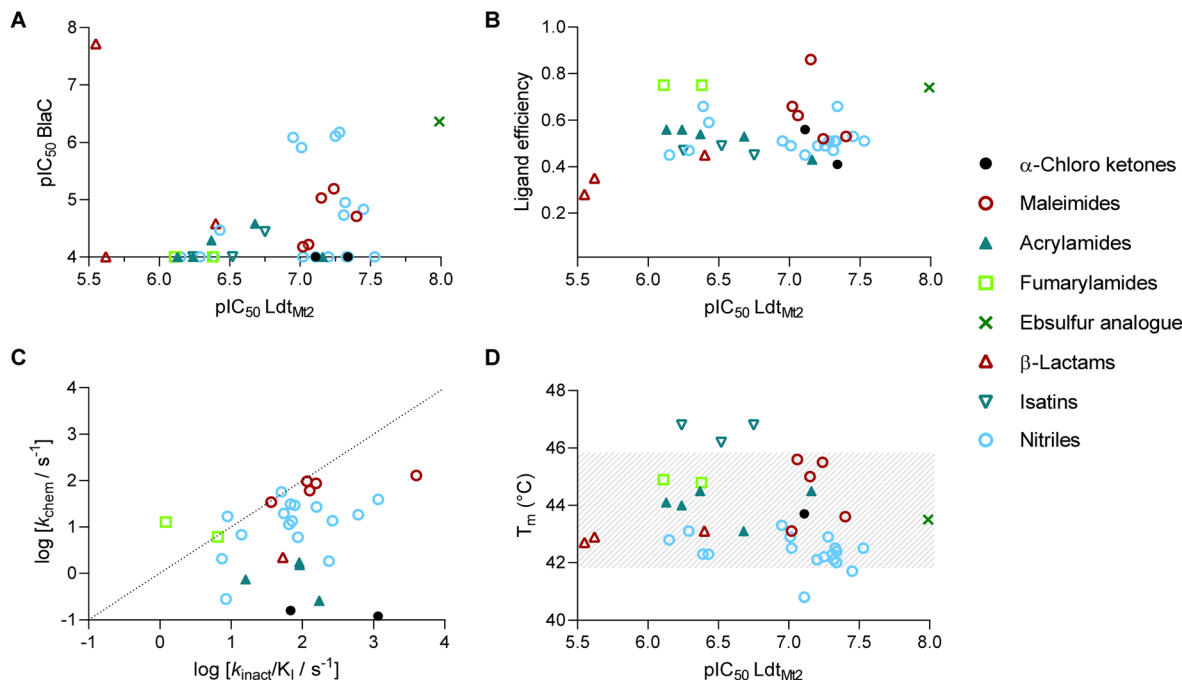 A
8
7
6
5
4
pIC50 BlaC
5.5 6.0 6.5 7.0 7.5 8.0
pIC50 LdtMt2
B
1.0
0.8
0.6
0.4
0.2
Ligand efficiency
5.5 6.0 6.5 7.0 7.5 8.0
pIC50 LdtMt2
C
4
3
2
1
0
-1
log [kchem / s-1]
-1 0 1 2 3 4
log [kinact/KI / s-1]
D
48
46
44
42
40
Tm (°C)
5.5 6.0 6.5 7.0 7.5 8.0
pIC50 LdtMt2
α-Chloro ketones
Maleimides
Acrylamides
Fumarylamides
Ebsulfur analogue
β-Lactams
Isatins
Nitriles